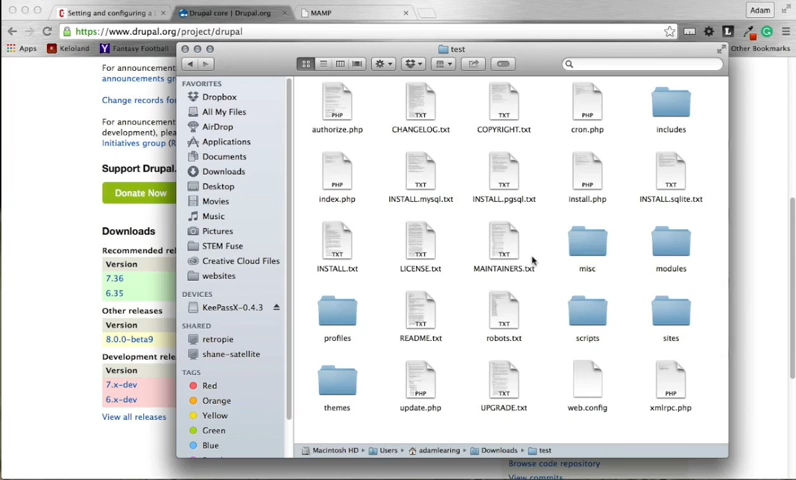 Setting and configuring a
Drupal core | Drupal.org
MAMP
Adam
https://www.drupal.org/project/drupal
Apps
Keloland
Fantasy Football
Other Bookmarks
test
For announcements
announcements gro
Change records for
For announcements
development), plea
Initiatives group (R
Support Drupal.
Donate Now
Downloads
Recommended rel
Version
7.36
6.35
Other releases
Version
8.0.0-beta9
Development rele
Version
7.x-dev
6.x-dev
View all releases
FAVORITES
Dropbox
All My Files
AirDrop
Applications
Documents
Downloads
Desktop
Movies
Music
Pictures
STEM Fuse
Creative Cloud Files
websites
DEVICES
KeePassX-0.4.3
SHARED
retropie
shane-satellite
TAGS
Red
Orange
Yellow
Green
Blue
PHP
TXT
TXT
PHP
authorize.php
CHANGELOG.txt
COPYRIGHT.txt
cron.php
includes
PHP
TXT
TXT
PHP
TXT
index.php
INSTALL.mysql.txt
INSTALL.pgsql.txt
install.php
INSTALL.sqlite.txt
TXT
TXT
TXT
INSTALL.txt
LICENSE.txt
MAINTAINERS.txt
misc
modules
TXT
TXT
profiles
README.txt
robots.txt
scripts
sites
PHP
TXT
PHP
themes
update.php
UPGRADE.txt
web.config
xmlrpc.php
Macintosh HD
Users
adamlearing
Downloads
test
Browse code repository
View commits